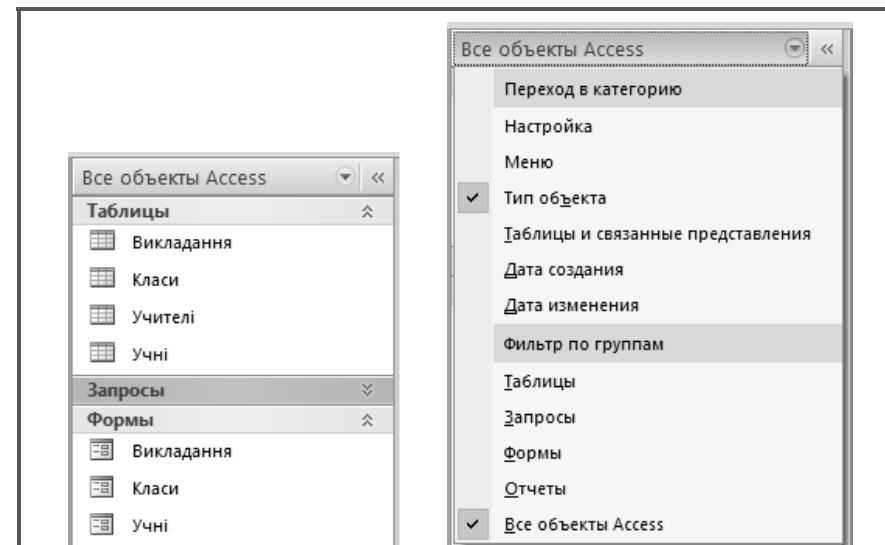 Все объекты Access
Таблицы
Викладання
Класи
Учителі
Учні
Запросы
Формы
Викладання
Класи
Учні
Все объекты Access
Переход в категорию
Настройка
Меню
Тип объекта
Таблицы и связанные представления
Дата создания
Дата изменения
Фильтр по группам
Таблицы
Запросы
Формы
Отчеты
Все объекты Access